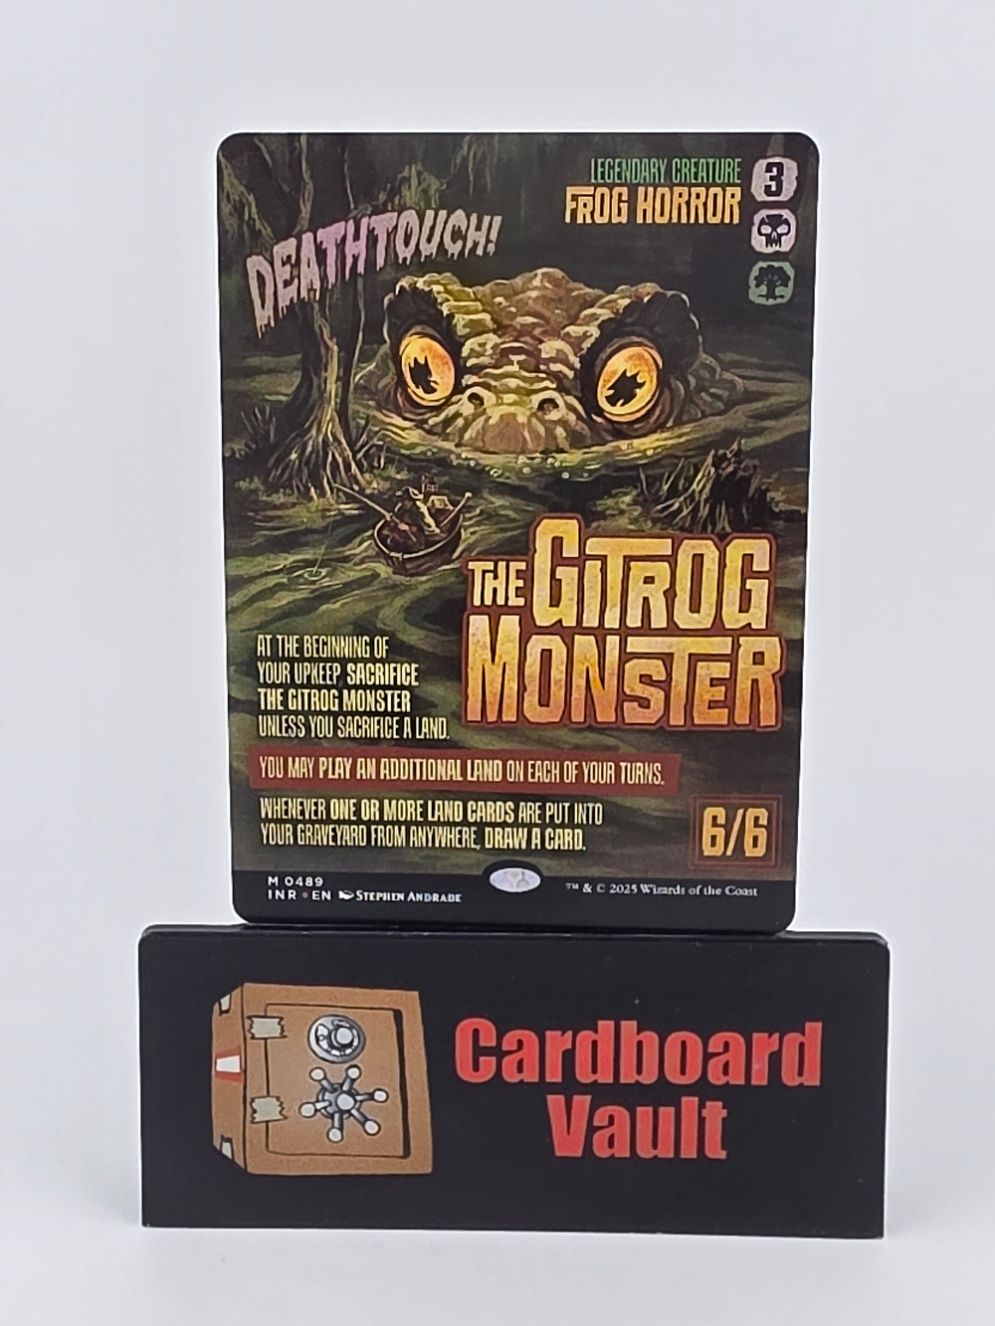 LEGENDARY CREATURE
FROG HORROR
3
DEATHTOUCH!
THE GITROG
MONSTER
AT THE BEGINNING OF
YOUR UPKEEP, SACRIFICE
THE GITROG MONSTER
UNLESS YOU SACRIFICE A LAND.
YOU MAY PLAY AN ADDITIONAL LAND ON EACH OF YOUR TURNS.
WHENEVER ONE OR MORE LAND CARDS ARE PUT INTO
YOUR GRAVEYARD FROM ANYWHERE, DRAW A CARD.
6/6
M 0489
INR • EN STEPHEN ANDRADE
™ & © 2025 Wizards of the Coast
Cardboard
Vault